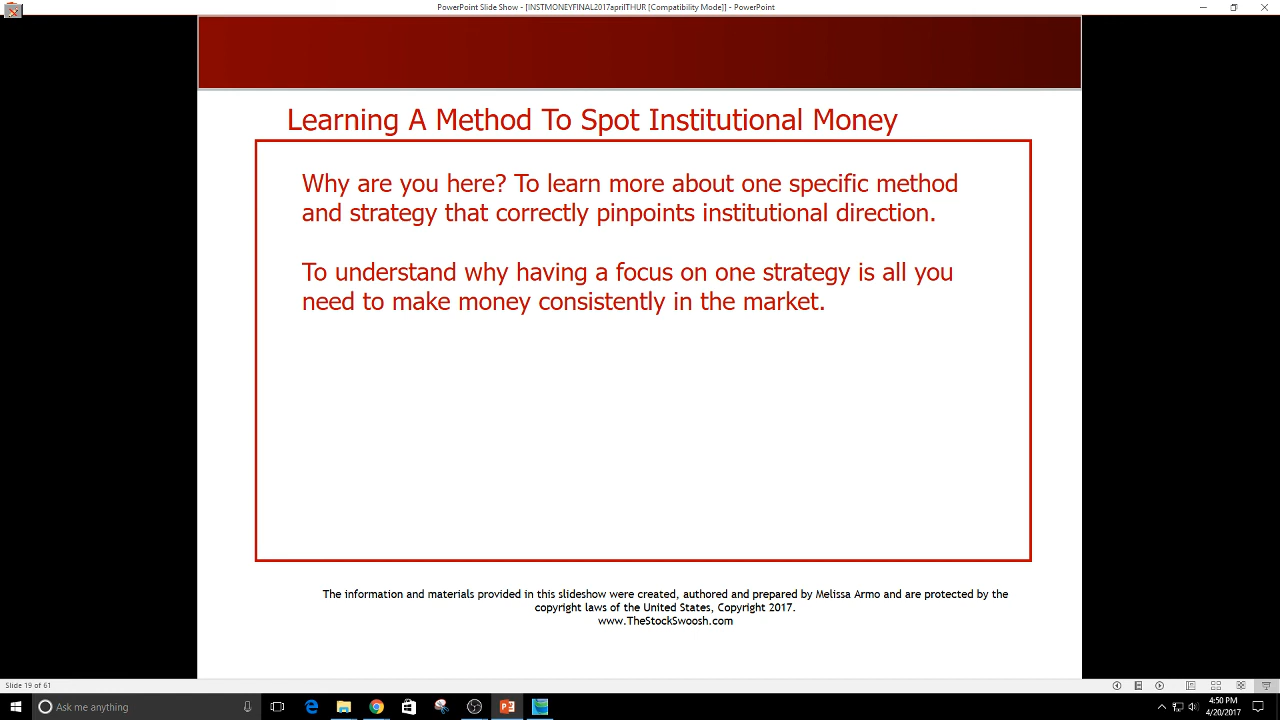 PowerPoint Slide Show - [INSTMONEYFINAL2017aprilTHUR [Compatibility Mode]] - PowerPoint
Learning A Method To Spot Institutional Money
Why are you here? To learn more about one specific method
and strategy that correctly pinpoints institutional direction.
To understand why having a focus on one strategy is all you
need to make money consistently in the market.
The information and materials provided in this slideshow were created, authored and prepared by Melissa Armo and are protected by the
copyright laws of the United States, Copyright 2017.
www.TheStockSwoosh.com
Slide 19 of 61
Ask me anything
4:50 PM
4/20/2017